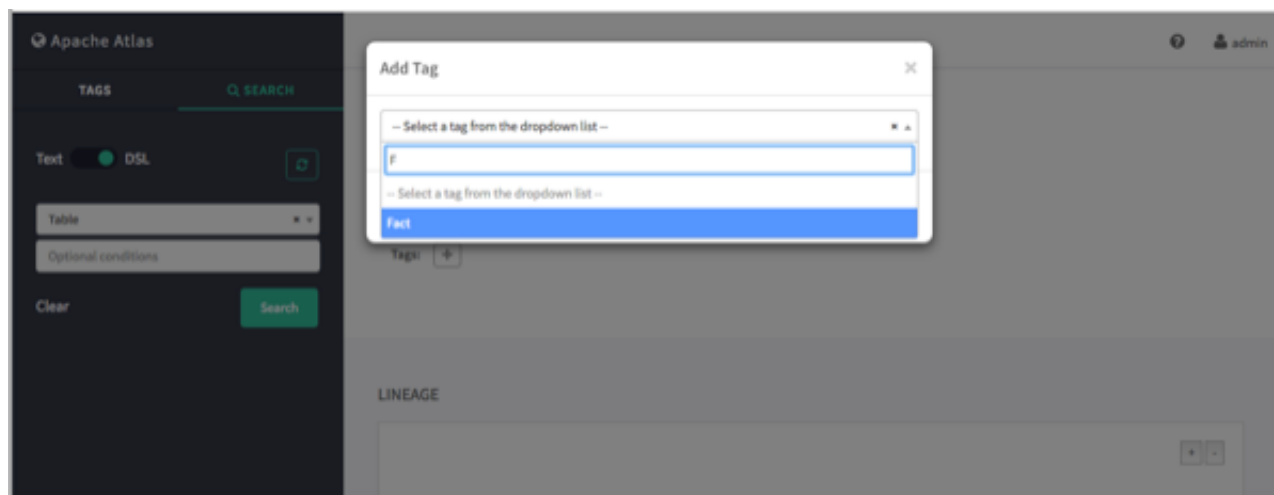 Apache Atlas
admin
TAGS
SEARCH
Text DSL
Table
Optional conditions
Clear
Search
Add Tag
-- Select a tag from the dropdown list --
F
-- Select a tag from the dropdown list --
Fact
Tags:
LINEAGE